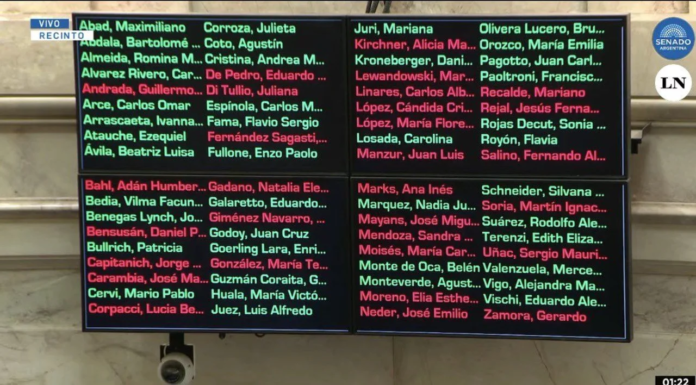 VIVO
RECINTO
SENADO
ARGENTINA
LN
Abad, Maximiliano
Abdala, Bartolomé ...
Almeida, Romina M...
Alvarez Rivero, Car...
Andrada, Guillermo...
Arce, Carlos Omar
Arrascaeta, Ivanna...
Atauche, Ezequiel
Ávila, Beatriz Luisa
Corroza, Julieta
Coto, Agustín
Cristina, Andrea M...
De Pedro, Eduardo ...
Di Tullio, Juliana
Espínola, Carlos M...
Fama, Flavio Sergio
Fernández Sagasti,...
Fullone, Enzo Paolo
Juri, Mariana
Kirchner, Alicia Ma...
Kroneberger, Dani...
Lewandowski, Mar...
Linares, Carlos Alb...
López, Cándida Cri...
López, María Flore...
Losada, Carolina
Manzur, Juan Luis
Olivera Lucero, Bru...
Orozco, María Emilia
Pagotto, Juan Carl...
Paoltroni, Francisc...
Recalde, Mariano
Rejal, Jesús Ferna...
Rojas Decut, Sonia ...
Royón, Flavia
Salino, Fernando Al...
Bahl, Adán Humber...
Bedia, Vilma Facun...
Benegas Lynch, Jo...
Bensusán, Daniel P...
Bullrich, Patricia
Capitanich, Jorge ...
Carambia, José Ma...
Cervi, Mario Pablo
Corpacci, Lucia Be...
Gadano, Natalia Ele...
Galaretto, Eduardo...
Giménez Navarro, ...
Godoy, Juan Cruz
Goerling Lara, Enri...
González, María Te...
Guzmán Coraita, G...
Huala, María Victó...
Juez, Luis Alfredo
Marks, Ana Inés
Marquez, Nadia Ju...
Mayans, José Migu...
Mendoza, Sandra ...
Moisés, María Car...
Monte de Oca, Belén
Monteverde, Agust...
Moreno, Elia Esthe...
Neder, José Emilio
Schneider, Silvana ...
Soria, Martín Ignac...
Suárez, Rodolfo Ale...
Terenzi, Edith Eliza...
Uñac, Sergio Mauri...
Valenzuela, Merce...
Vigo, Alejandra Ma...
Vischi, Eduardo Ale...
Zamora, Gerardo
01:22